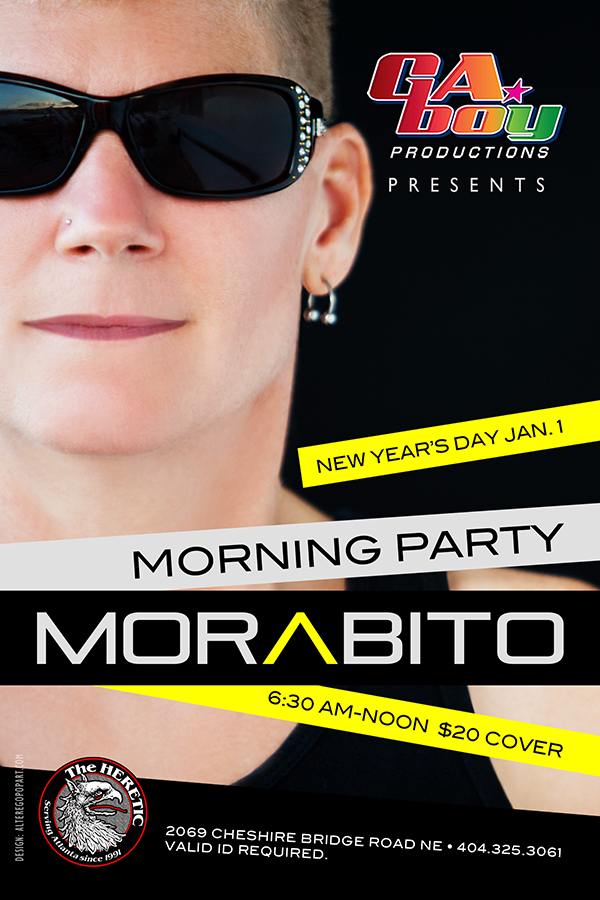 GA
boy
PRODUCTIONS
PRESENTS
NEW YEAR'S DAY JAN. 1
MORNING PARTY
MORABITO
6:30 AM-NOON $20 COVER
The HERETIC
Serving Atlanta since 1991
2069 CHESHIRE BRIDGE ROAD NE • 404.325.3061
VALID ID REQUIRED.
DESIGN: ALTEREGOPOPART.COM